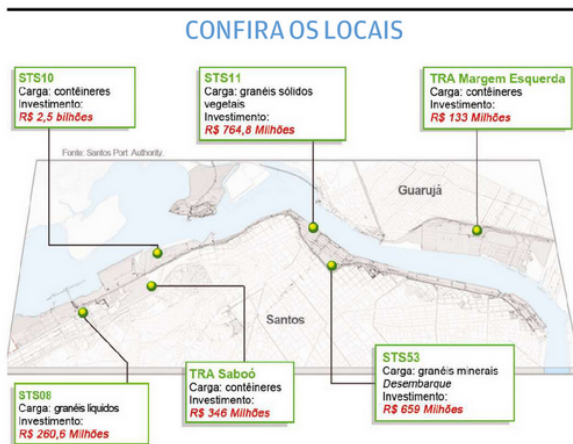 CONFIRA OS LOCAIS
STS10
Carga: contêineres
Investimento:
R$ 2,5 bilhões
STS11
Carga: granéis sólidos
vegetais
Investimento:
R$ 764,8 Milhões
TRA Margem Esquerda
Carga: contêineres
Investimento:
R$ 133 Milhões
Fonte: Santos Port Authority.
Guarujá
Santos
STS08
Carga: granéis líquidos
Investimento:
R$ 260,6 Milhões
TRA Saboó
Carga: contêineres
Investimento:
R$ 346 Milhões
STS53
Carga: granéis minerais
Desembarque
Investimento:
R$ 659 Milhões